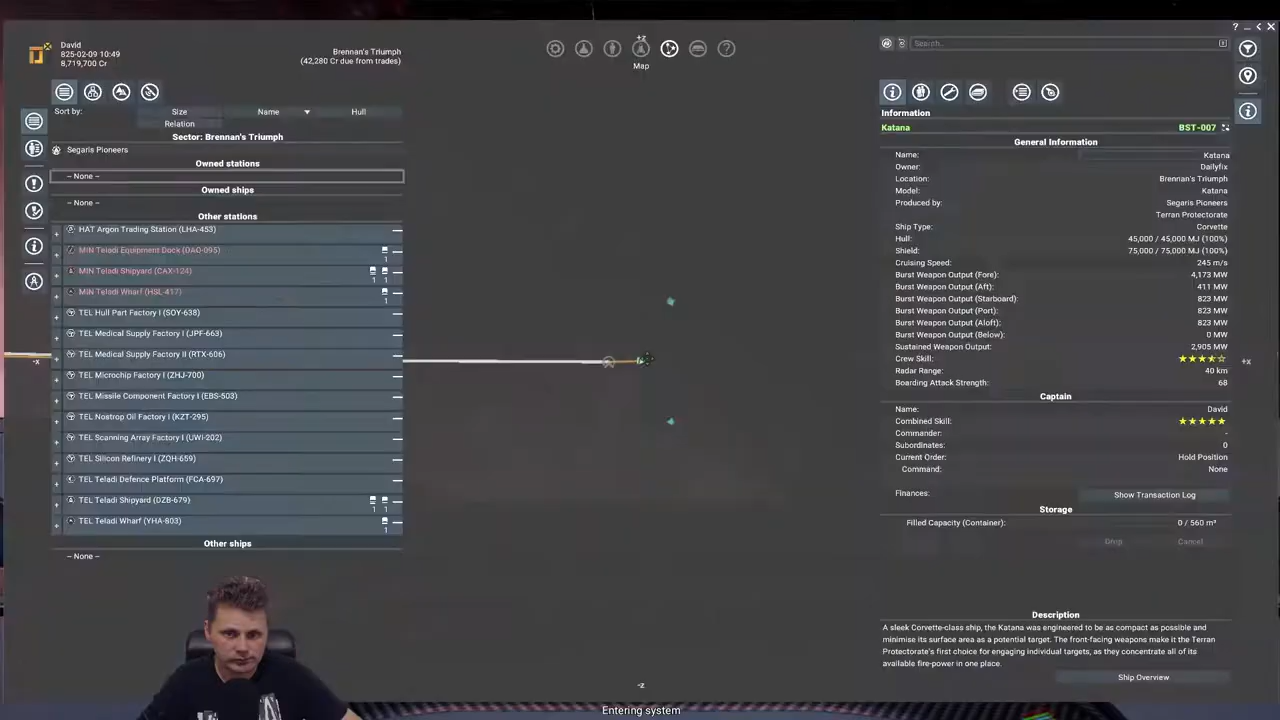 David
825-02-09 10:49
8,719,700 Cr
Brennan's Triumph
(42,280 Cr due from trades)
+Z
Map
Search...
? _ < X
Sort by:
Size
Name
Hull
Relation
Sector: Brennan's Triumph
Segaris Pioneers
Owned stations
– None –
Owned ships
– None –
Other stations
HAT Argon Trading Station (LHA-453)
MIN Teladi Equipment Dock (DAO-095)
1
MIN Teladi Shipyard (CAX-124)
1 1
MIN Teladi Wharf (HSL-417)
1
TEL Hull Part Factory I (SOY-638)
TEL Medical Supply Factory I (JPF-663)
TEL Medical Supply Factory II (RTX-606)
TEL Microchip Factory I (ZHJ-700)
TEL Missile Component Factory I (EBS-503)
TEL Nostrop Oil Factory I (KZT-295)
TEL Scanning Array Factory I (UWI-202)
TEL Silicon Refinery I (ZQH-659)
TEL Teladi Defence Platform (FCA-697)
TEL Teladi Shipyard (DZB-679)
1 1
TEL Teladi Wharf (YHA-803)
1
Other ships
– None –
-X
+X
-Z
Entering system
Information
Katana BST-007
General Information
Name: Katana
Owner: Dailyfix
Location: Brennan's Triumph
Model: Katana
Produced by: Segaris Pioneers
Terran Protectorate
Ship Type: Corvette
Hull: 45,000 / 45,000 MJ (100%)
Shield: 75,000 / 75,000 MJ (100%)
Cruising Speed: 245 m/s
Burst Weapon Output (Fore): 4,173 MW
Burst Weapon Output (Aft): 411 MW
Burst Weapon Output (Starboard): 823 MW
Burst Weapon Output (Port): 823 MW
Burst Weapon Output (Aloft): 823 MW
Burst Weapon Output (Below): 0 MW
Sustained Weapon Output: 2,905 MW
Crew Skill:
Radar Range: 40 km
Boarding Attack Strength: 68
Captain
Name: David
Combined Skill:
Commander: -
Subordinates: 0
Current Order: Hold Position
Command: None
Finances: Show Transaction Log
Storage
Filled Capacity (Container): 0 / 560 m³
Drop Cancel
Description
A sleek Corvette-class ship, the Katana was engineered to be as compact as possible and
minimise its surface area as a potential target. The front-facing weapons make it the Terran
Protectorate's first choice for engaging individual targets, as they concentrate all of its
available fire-power in one place.
Ship Overview